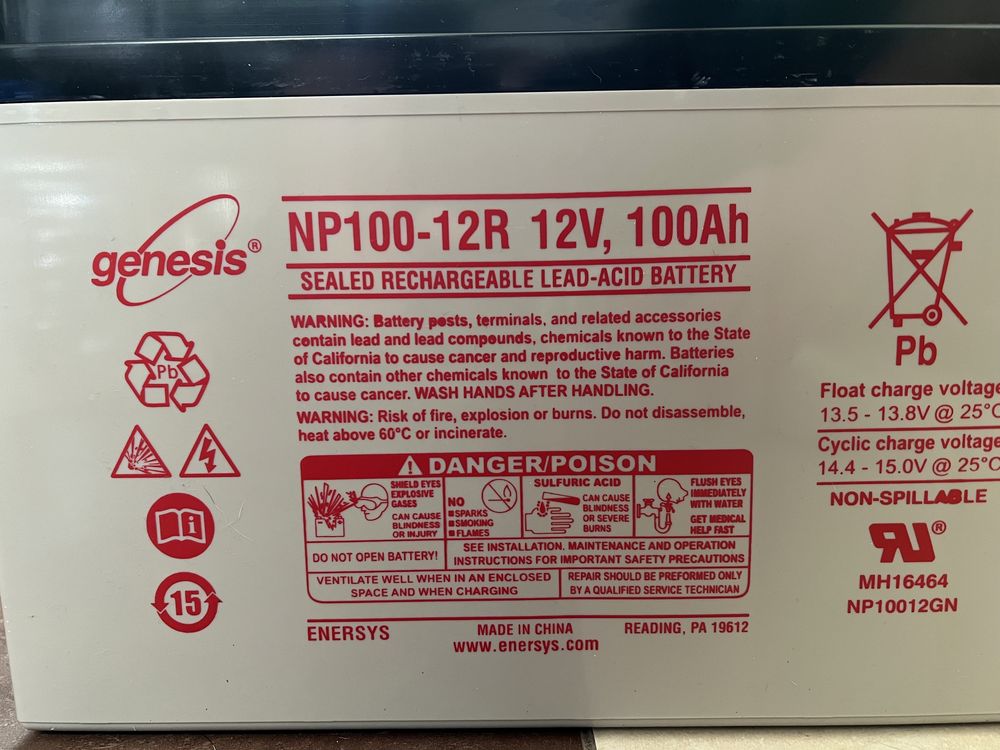 genesis®
NP100-12R 12V, 100Ah
SEALED RECHARGEABLE LEAD-ACID BATTERY
WARNING: Battery posts, terminals, and related accessories
contain lead and lead compounds, chemicals known to the State
of California to cause cancer and reproductive harm. Batteries
also contain other chemicals known to the State of California
to cause cancer. WASH HANDS AFTER HANDLING.
WARNING: Risk of fire, explosion or burns. Do not disassemble,
heat above 60°C or incinerate.
Pb
15
DANGER/POISON
SHIELD EYES
EXPLOSIVE
GASES
CAN CAUSE
BLINDNESS
OR INJURY
NO
SPARKS
SMOKING
FLAMES
SULFURIC ACID
CAN CAUSE
BLINDNESS
OR SEVERE
BURNS
FLUSH EYES
IMMEDIATELY
WITH WATER
GET MEDICAL
HELP FAST
DO NOT OPEN BATTERY!
SEE INSTALLATION. MAINTENANCE AND OPERATION
INSTRUCTIONS FOR IMPORTANT SAFETY PRECAUTIONS
VENTILATE WELL WHEN IN AN ENCLOSED
SPACE AND WHEN CHARGING
REPAIR SHOULD BE PREFORMED ONLY
BY A QUALIFIED SERVICE TECHNICIAN
ENERSYS
MADE IN CHINA
READING, PA 19612
www.enersys.com
Pb
Float charge voltage
13.5 - 13.8V @ 25°C
Cyclic charge voltage
14.4 - 15.0V @ 25°C
NON-SPILLABLE
RU®
MH16464
NP10012GN